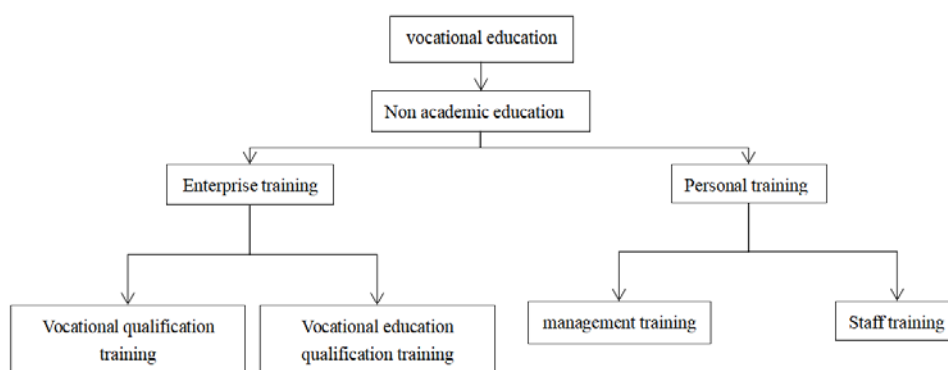 vocational education
Non academic education
Enterprise training
Personal training
Vocational qualification
training
Vocational education
qualification training
management training
Staff training